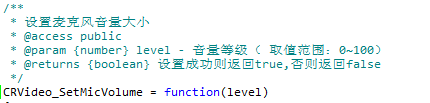 /**
 * 设置麦克风音量大小
 * @access public
 * @param {number} level - 音量等级（ 取值范围：0~100）
 * @returns {boolean} 设置成功则返回true,否则返回false
 */
CRVideo_SetMicVolume = function(level)